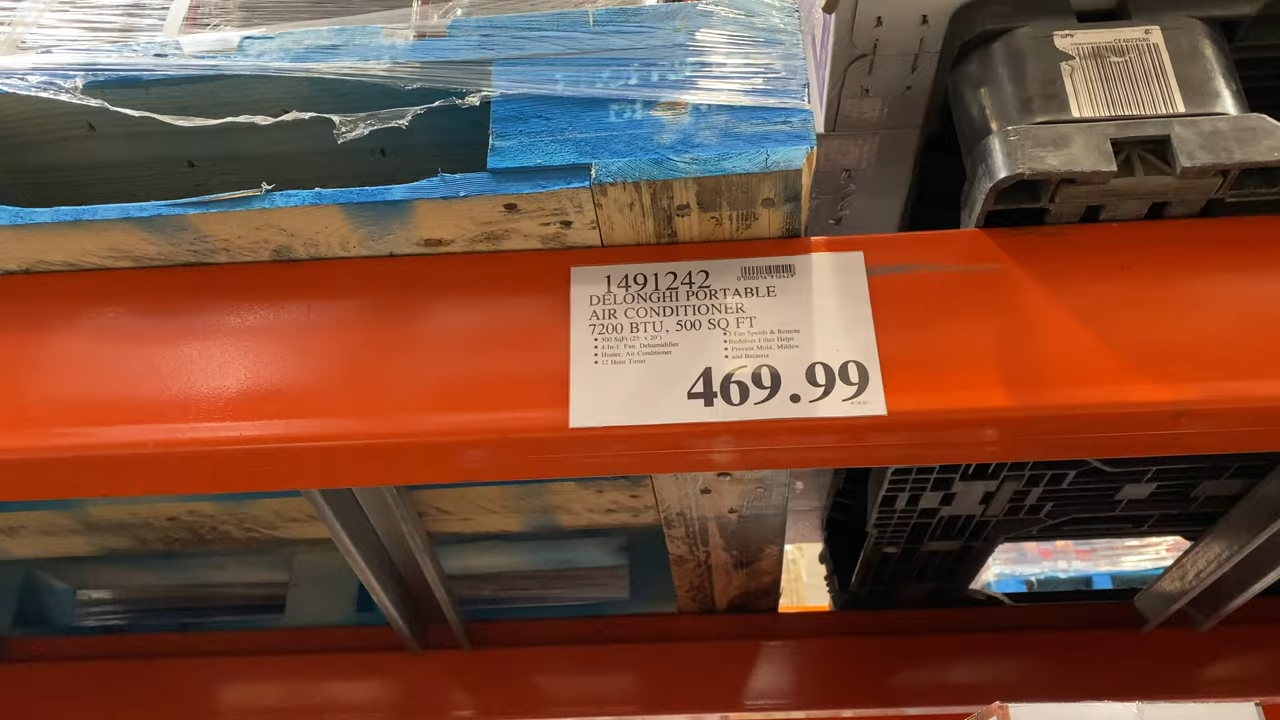 CE4022686
1491242
DELONGHI PORTABLE
AIR CONDITIONER
7200 BTU, 500 SQ FT
• 500 SqFt (25' x 20')
• 4-In-1: Fan, Dehumidifier
• Heater, Air Conditioner
• 12 Hour Timer
• 3 Fan Speeds & Remote
• BioSilver Filter Helps
• Prevent Mold, Mildew
• and Bacteria
469.99